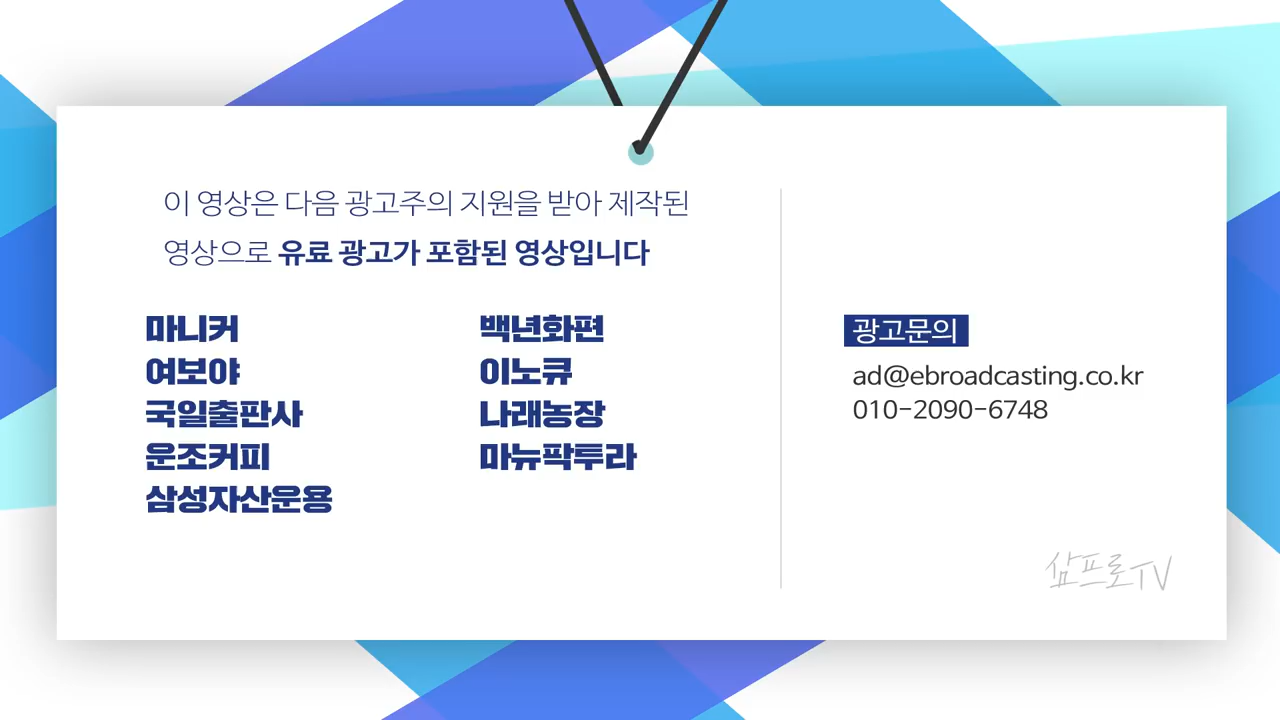 이 영상은 다음 광고주의 지원을 받아 제작된
영상으로 유료 광고가 포함된 영상입니다
마니커
여보야
국일출판사
운조커피
삼성자산운용
백년화편
이노큐
나래농장
마뉴팍투라
광고문의
ad@ebroadcasting.co.kr
010-2090-6748
삼프로TV